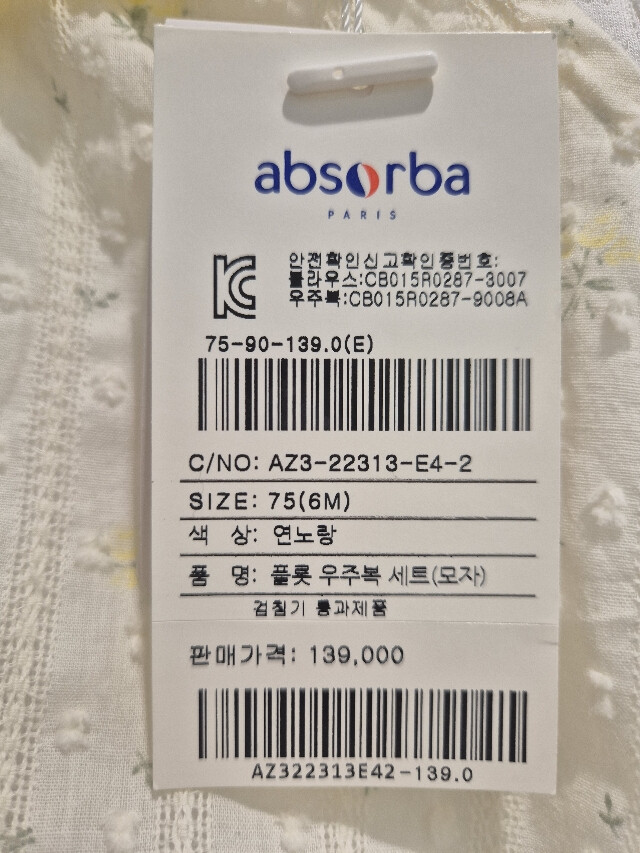 absorba
PARIS
안전확인신고확인증번호:
블라우스:CB015R0287-3007
우주복:CB015R0287-9008A
75-90-139.0(E)
C/NO: AZ3-22313-E4-2
SIZE: 75(6M)
색 상: 연노랑
품 명: 플롯 우주복 세트(모자)
검침기 통과제품
판매가격: 139,000
AZ322313E42-139.0